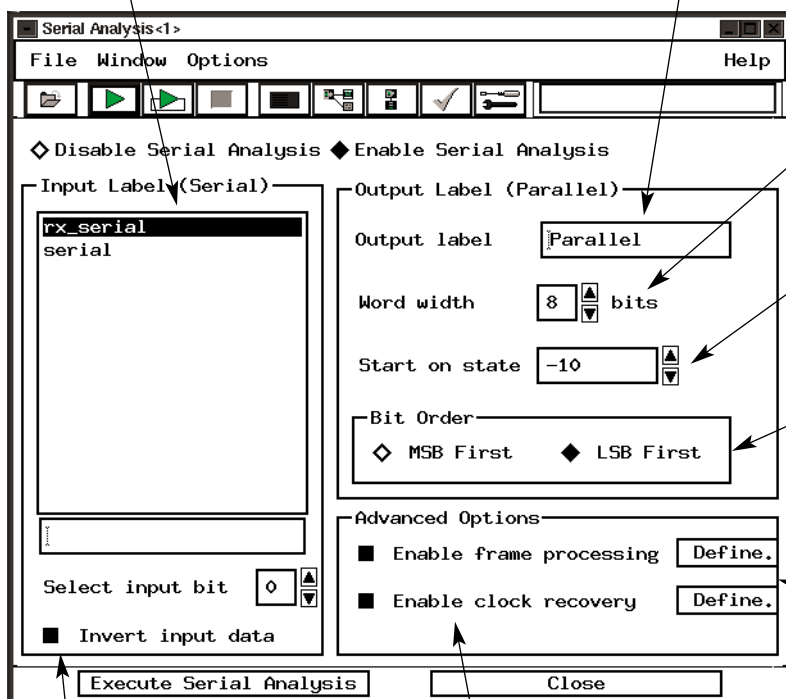 Serial Analysis<1>
File Window Options Help
Disable Serial Analysis Enable Serial Analysis
Input Label (Serial)
rx_serial
serial
Select input bit 0
Invert input data
Output Label (Parallel)
Output label Parallel
Word width 8 bits
Start on state -10
Bit Order
MSB First LSB First
Advanced Options
Enable frame processing Define.
Enable clock recovery Define.
Execute Serial Analysis Close